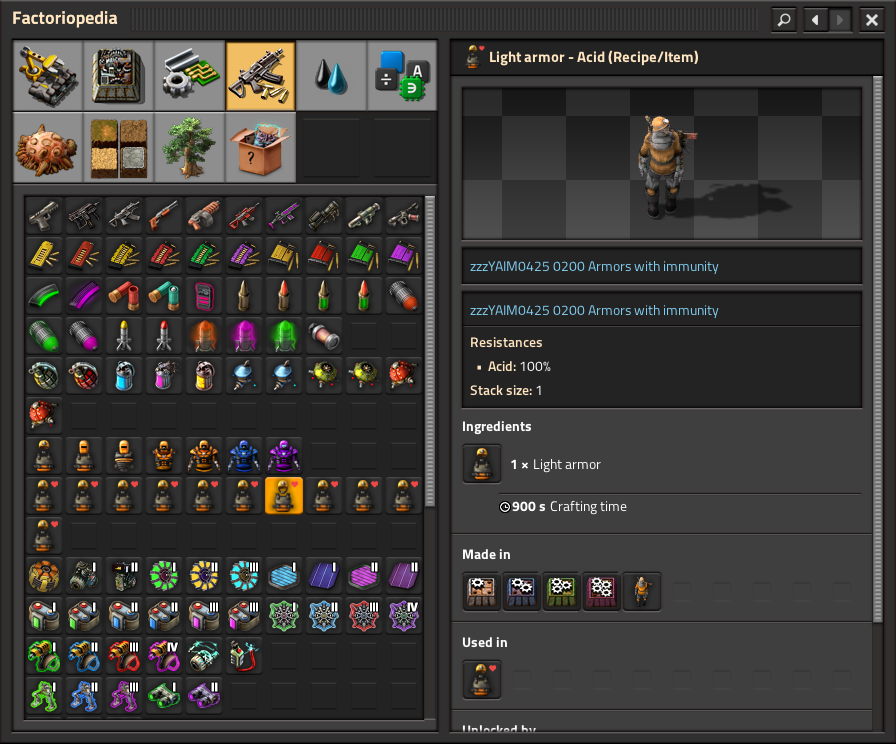 Factoriopedia
Light armor - Acid (Recipe/Item)
zzzYAIM0425 0200 Armors with immunity
zzzYAIM0425 0200 Armors with immunity
Resistances
• Acid: 100%
Stack size: 1
Ingredients
1 × Light armor
900 s Crafting time
Made in
Used in
Unlocked by